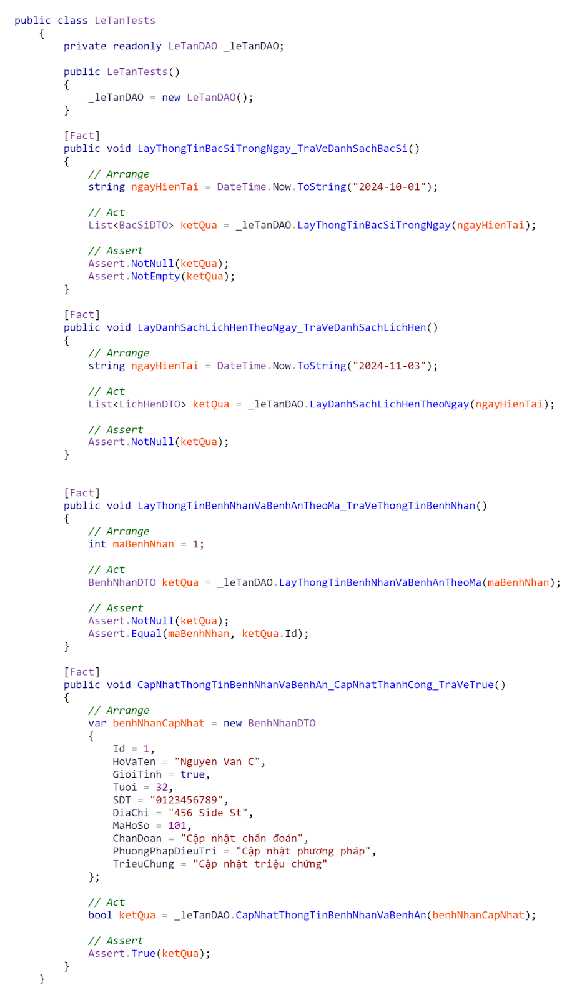 public class LeTanTests
{
private readonly LeTanDAO _leTanDAO;
public LeTanTests()
{
_leTanDAO = new LeTanDAO();
}
[Fact]
public void LayThongTinBacSiTrongNgay_TraVeDanhSachBacSi()
{
// Arrange
string ngayHienTai = DateTime.Now.ToString("2024-10-01");
// Act
List<BacSiDTO> ketQua = _leTanDAO.LayThongTinBacSiTrongNgay(ngayHienTai);
// Assert
Assert.NotNull(ketQua);
Assert.NotEmpty(ketQua);
}
[Fact]
public void LayDanhSachLichHenTheoNgay_TraVeDanhSachLichHen()
{
// Arrange
string ngayHienTai = DateTime.Now.ToString("2024-11-03");
// Act
List<LichHenDTO> ketQua = _leTanDAO.LayDanhSachLichHenTheoNgay(ngayHienTai);
// Assert
Assert.NotNull(ketQua);
}
[Fact]
public void LayThongTinBenhNhanVaBenhAnTheoMa_TraVeThongTinBenhNhan()
{
// Arrange
int maBenhNhan = 1;
// Act
BenhNhanDTO ketQua = _leTanDAO.LayThongTinBenhNhanVaBenhAnTheoMa(maBenhNhan);
// Assert
Assert.NotNull(ketQua);
Assert.Equal(maBenhNhan, ketQua.Id);
}
[Fact]
public void CapNhatThongTinBenhNhanVaBenhAn_CapNhatThanhCong_TraVeTrue()
{
// Arrange
var benhNhanCapNhat = new BenhNhanDTO
{
Id = 1,
HoVaTen = "Nguyen Van C",
GioiTinh = true,
Tuoi = 32,
SDT = "0123456789",
DiaChi = "456 Side St",
MaHoSo = 101,
ChanDoan = "Cập nhật chẩn đoán",
PhuongPhapDieuTri = "Cập nhật phương pháp",
TrieuChung = "Cập nhật triệu chứng"
};
// Act
bool ketQua = _leTanDAO.CapNhatThongTinBenhNhanVaBenhAn(benhNhanCapNhat);
// Assert
Assert.True(ketQua);
}
}